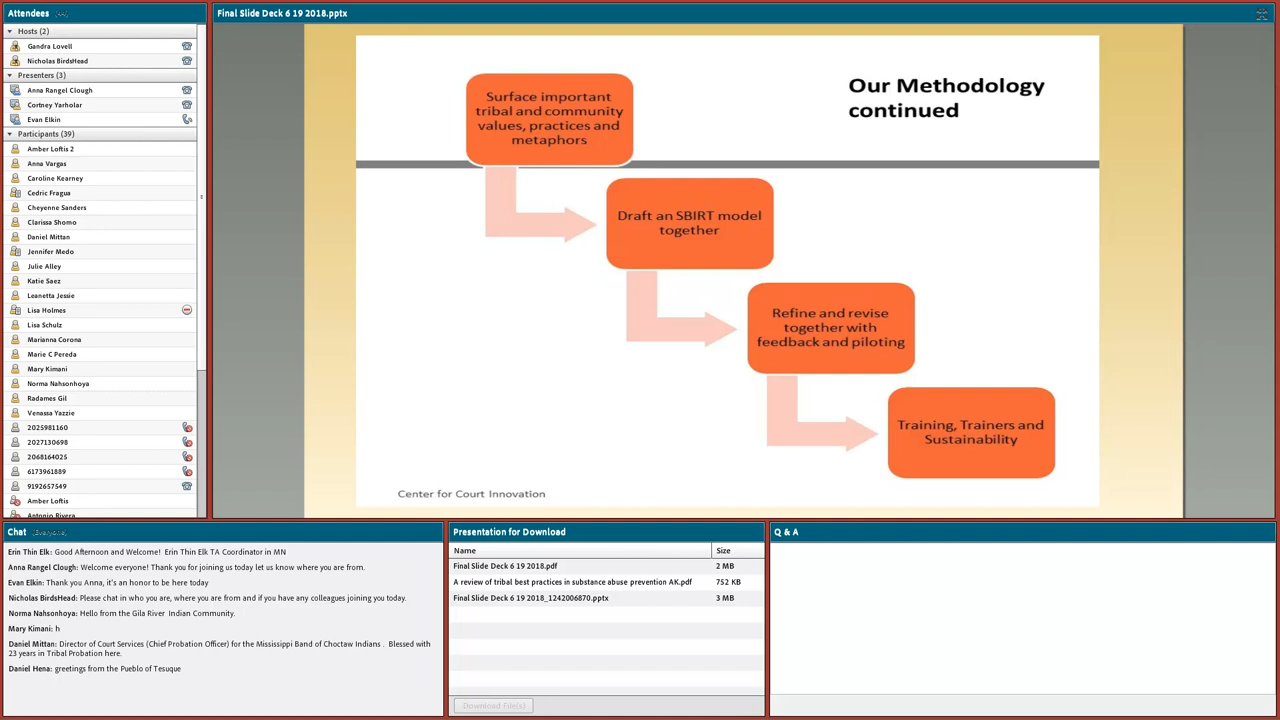 Attendees
Hosts (2)
Gandra Lovell
Nicholas BirdsHead
Presenters (3)
Anna Rangel Clough
Cortney Yarholar
Evan Elkin
Participants (39)
Amber Loftis 2
Anna Vargas
Caroline Kearney
Cedric Fragua
Cheyenne Sanders
Clarissa Shomo
Daniel Mittan
Jennifer Medo
Julie Alley
Katie Saez
Leanetta Jessie
Lisa Holmes
Lisa Schulz
Marianna Corona
Marie C Pereda
Mary Kimani
Norma Nahsonhoya
Radames Gil
Venassa Yazzie
2025981160
2027130698
2068164025
6173961889
9192657549
Amber Loftis
Antonio Rivera
Final Slide Deck 6 19 2018.pptx
Our Methodology
continued
Surface important
tribal and community
values, practices and
metaphors
Draft an SBIRT model
together
Refine and revise
together with
feedback and piloting
Training, Trainers and
Sustainability
Center for Court Innovation
Chat (Everyone)
Erin Thin Elk: Good Afternoon and Welcome! Erin Thin Elk TA Coordinator in MN
Anna Rangel Clough: Welcome everyone! Thank you for joining us today let us know where you are from.
Evan Elkin: Thank you Anna, it's an honor to be here today
Nicholas BirdsHead: Please chat in who you are, where you are from and if you have any colleagues joining you today.
Norma Nahsonhoya: Hello from the Gila River Indian Community.
Mary Kimani: h
Daniel Mittan: Director of Court Services (Chief Probation Officer) for the Mississippi Band of Choctaw Indians . Blessed with
23 years in Tribal Probation here.
Daniel Hena: greetings from the Pueblo of Tesuque
Presentation for Download
Name Size
Final Slide Deck 6 19 2018.pdf 2 MB
A review of tribal best practices in substance abuse prevention AK.pdf 752 KB
Final Slide Deck 6 19 2018_1242006870.pptx 3 MB
Download File(s)
Q & A